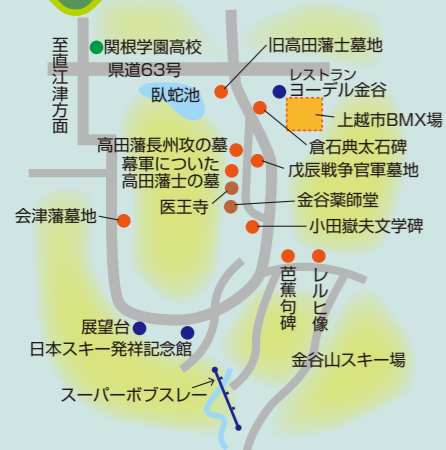 関根学園高校
旧高田藩士墓地
至直江津方面
県道63号
レストラン
ヨーデル金谷
臥蛇池
上越市BMX場
倉石典太石碑
高田藩長州攻の墓
幕軍についた
高田藩士の墓
戊辰戦争官軍墓地
医王寺
金谷薬師堂
会津藩墓地
小田嶽夫文学碑
芭蕉句碑
レルヒ像
展望台
日本スキー発祥記念館
金谷山スキー場
スーパーボブスレー